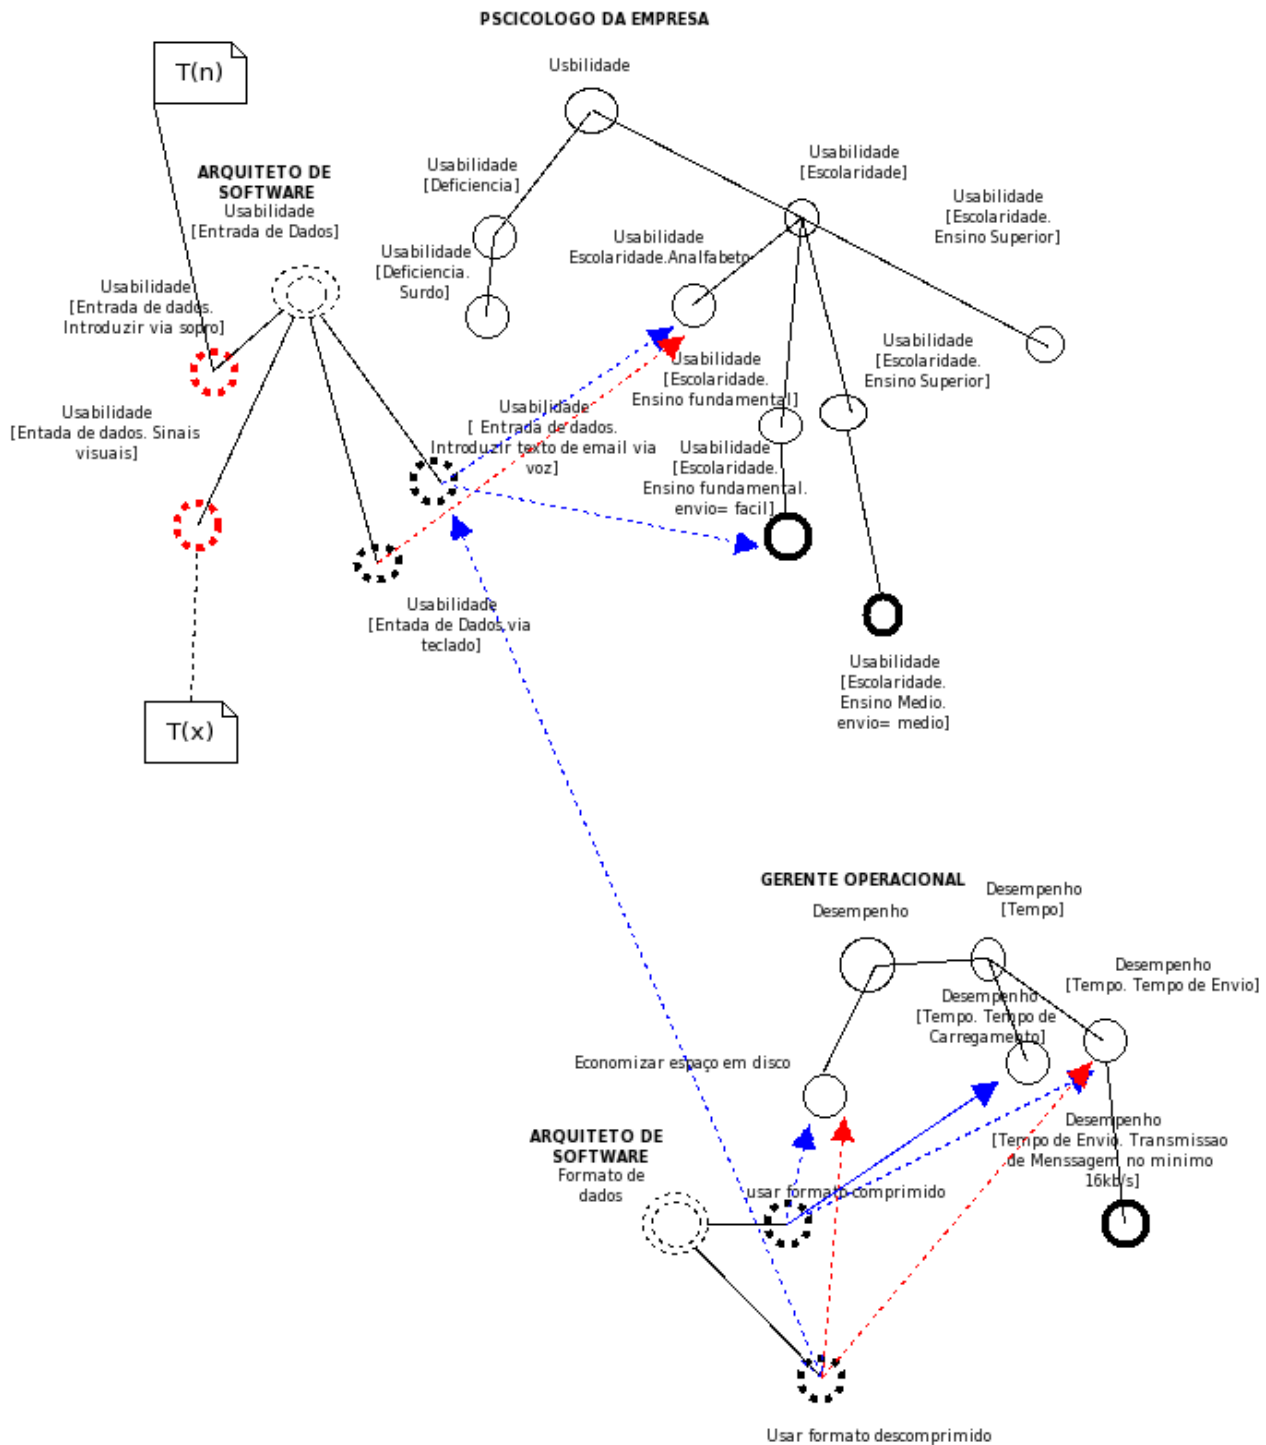 PSCICOLOGO DA EMPRESA
T(n)
Usbilidade
ARQUITETO DE
SOFTWARE
Usabilidade
[Entrada de Dados]
Usabilidade
[Deficiencia]
Usabilidade
[Escolaridade]
Usabilidade
[Escolaridade.
Ensino Superior]
Usabilidade
[Deficiencia.
Surdo]
Usabilidade
Escolaridade.Analfabeto
Usabilidade
[Entrada de dados.
Introduzir via sopro]
Usabilidade
[Escolaridade.
Ensino fundamental]
Usabilidade
[Escolaridade.
Ensino Superior]
Usabilidade
[Entada de dados. Sinais
visuais]
Usabilidade
[ Entrada de dados.
Introduzir texto de email via
voz]
Usabilidade
[Escolaridade.
Ensino fundamental.
envio= facil]
Usabilidade
[Entada de Dados via
teclado]
Usabilidade
[Escolaridade.
Ensino Medio.
envio= medio]
T(x)
GERENTE OPERACIONAL
Desempenho
Desempenho
[Tempo]
Desempenho
[Tempo. Tempo de Envio]
Desempenho
[Tempo. Tempo de
Carregamento]
Economizar espaço em disco
Desempenho
[Tempo de Envio. Transmissao
de Menssagem no minimo
16kb/s]
ARQUITETO DE
SOFTWARE
Formato de
dados
usar formato comprimido
Usar formato descomprimido